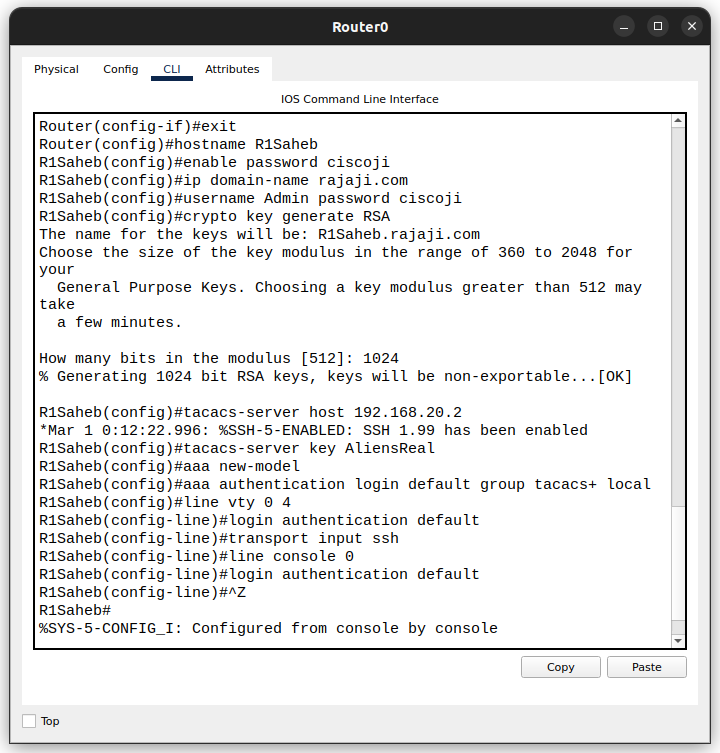 Router0
Physical Config CLI Attributes
IOS Command Line Interface
Router(config-if)#exit
Router(config)#hostname R1Saheb
R1Saheb(config)#enable password ciscoji
R1Saheb(config)#ip domain-name rajaji.com
R1Saheb(config)#username Admin password ciscoji
R1Saheb(config)#crypto key generate RSA
The name for the keys will be: R1Saheb.rajaji.com
Choose the size of the key modulus in the range of 360 to 2048 for
your
  General Purpose Keys. Choosing a key modulus greater than 512 may
take
  a few minutes.

How many bits in the modulus [512]: 1024
% Generating 1024 bit RSA keys, keys will be non-exportable...[OK]

R1Saheb(config)#tacacs-server host 192.168.20.2
*Mar 1 0:12:22.996: %SSH-5-ENABLED: SSH 1.99 has been enabled
R1Saheb(config)#tacacs-server key AliensReal
R1Saheb(config)#aaa new-model
R1Saheb(config)#aaa authentication login default group tacacs+ local
R1Saheb(config)#line vty 0 4
R1Saheb(config-line)#login authentication default
R1Saheb(config-line)#transport input ssh
R1Saheb(config-line)#line console 0
R1Saheb(config-line)#login authentication default
R1Saheb(config-line)#^Z
R1Saheb#
%SYS-5-CONFIG_I: Configured from console by console
Copy Paste
Top